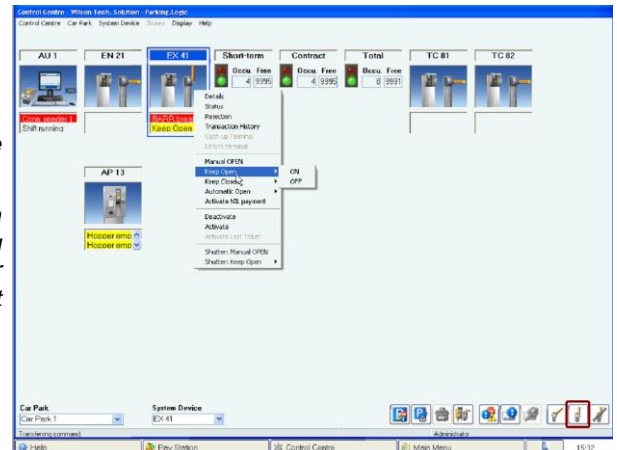 Control Centre - Wilson Tech. Solution - Parking.Logic
Control Centre Car Park System Device Display Help
AU 1 EN 21 EX 41 Short-term Contract Total TC 81 TC 82
Occu. Free Occu. Free Occu. Free
4 9995 4 9995 8 9991
Conn. reader 1 BARR
Shift running Keep Open
Details
Status
Rejection
Transaction History
Cash up Terminal
Unlock terminal
Manual OPEN
Keep Open ON
Keep Closed OFF
Automatic Open
Activate NIL payment
Deactivate
Activate
Activate Last Ticket
Shutter: Manual OPEN
Shutter: Keep Open
AP 13
Hopper emp
Hopper emp
Car Park System Device
Car Park 1 EX 41
Transfering command. Administrator
Help Pay Station Control Centre Main Menu 15:32